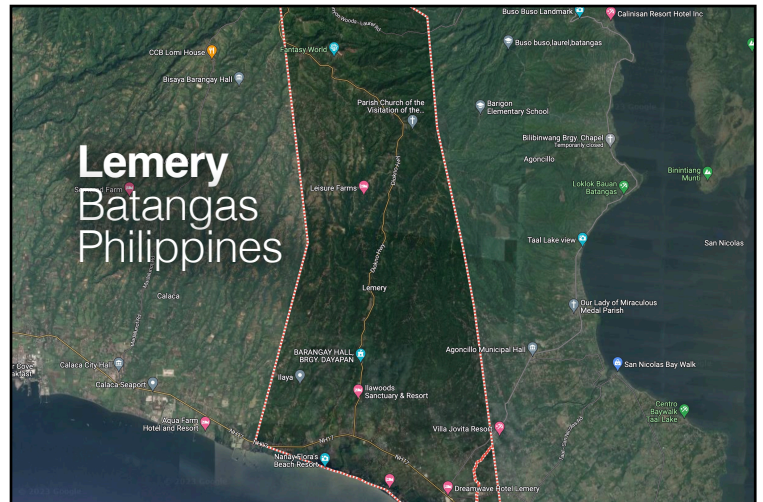 Buso Buso Landmark
Calinisan Resort Hotel Inc
Fantasy World
Buso buso,laurel,batangas
CCB Lomi House
Bisaya Barangay Hall
Parish Church of the
Visitation of the...
Barigon
Elementary School
Bilibinwang Brgy. Chapel
Temporarily closed
Agoncillo
Lemery
Batangas
Philippines
Leisure Farms
Loklok Bauan
Batangas
Binintiang
Munti
Taal Lake view
San Nicolas
Calaca
Lemery
Our Lady of Miraculous
Medal Parish
Calaca City Hall
BARANGAY HALL,
BRGY. DAYAPAN
Agoncillo Municipal Hall
San Nicolas Bay Walk
Calaca Seaport
Ilaya
Ilawoods
Sanctuary & Resort
Centro
Baywalk
Taal Lake
Aqua Farm
Hotel and Resort
Villa Jovita Resort
Nanay Flora's
Beach Resort
Dreamwave Hotel Lemery